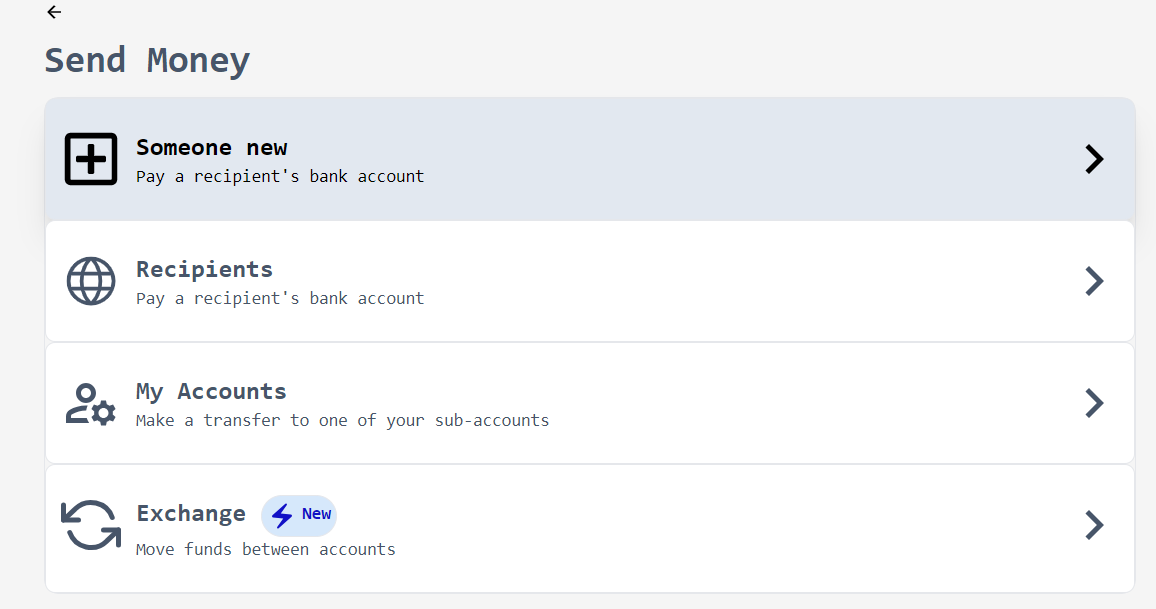 Send Money
Someone new
Pay a recipient's bank account
Recipients
Pay a recipient's bank account
My Accounts
Make a transfer to one of your sub-accounts
Exchange New
Move funds between accounts